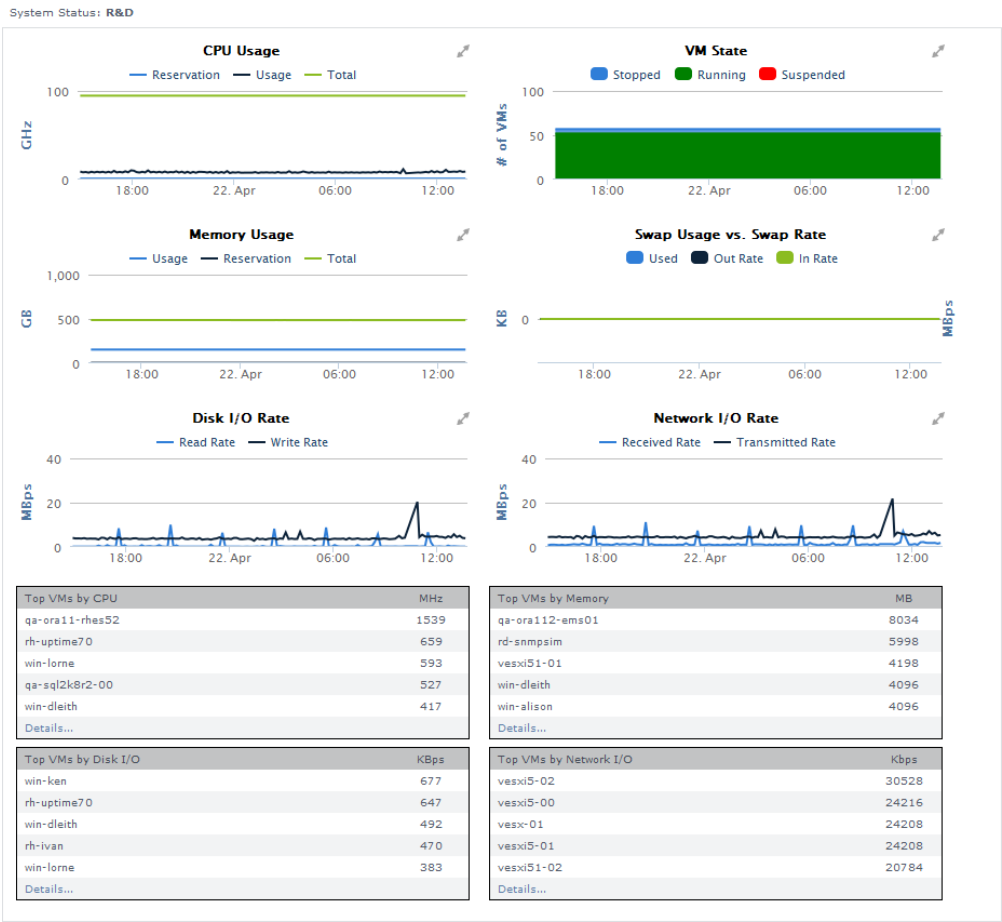 System Status: R&D
CPU Usage
Reservation Usage Total
100
GHz
0
18:00 22. Apr 06:00 12:00
VM State
Stopped Running Suspended
100
# of VMs
50
0
18:00 22. Apr 06:00 12:00
Memory Usage
Usage Reservation Total
1,000
GB
500
0
18:00 22. Apr 06:00 12:00
Swap Usage vs. Swap Rate
Used Out Rate In Rate
KB
0
MBps
18:00 22. Apr 06:00 12:00
Disk I/O Rate
Read Rate Write Rate
40
MBps
20
0
18:00 22. Apr 06:00 12:00
Network I/O Rate
Received Rate Transmitted Rate
40
MBps
20
0
18:00 22. Apr 06:00 12:00
Top VMs by CPU MHz
qa-ora11-rhes52 1539
rh-uptime70 659
win-lorne 593
qa-sql2k8r2-00 527
win-dleith 417
Details...
Top VMs by Memory MB
qa-ora112-ems01 8034
rd-snmpsim 5998
vesxi51-01 4198
win-dleith 4096
win-alison 4096
Details...
Top VMs by Disk I/O KBps
win-ken 677
rh-uptime70 647
win-dleith 492
rh-ivan 470
win-lorne 383
Details...
Top VMs by Network I/O Kbps
vesxi5-02 30528
vesxi5-00 24216
vesx-01 24208
vesxi5-01 24208
vesxi51-02 20784
Details...